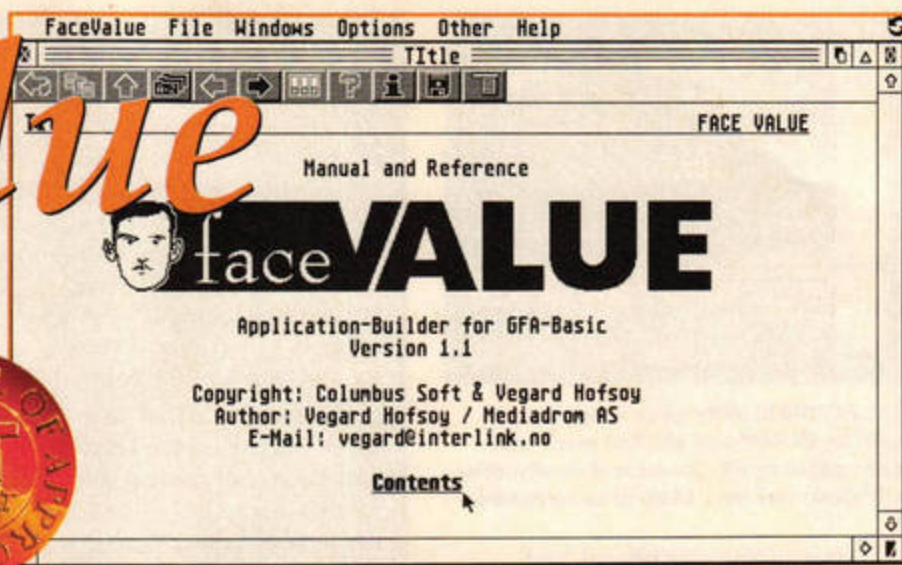 lue
FaceValue File Windows Options Other Help
TItle
FACE VALUE
Manual and Reference
face VALUE
Application-Builder for GFA-Basic
Version 1.1
Copyright: Columbus Soft & Vegard Hofsoy
Author: Vegard Hofsoy / Mediadrom AS
E-Mail: vegard@interlink.no
Contents
OF APPRO